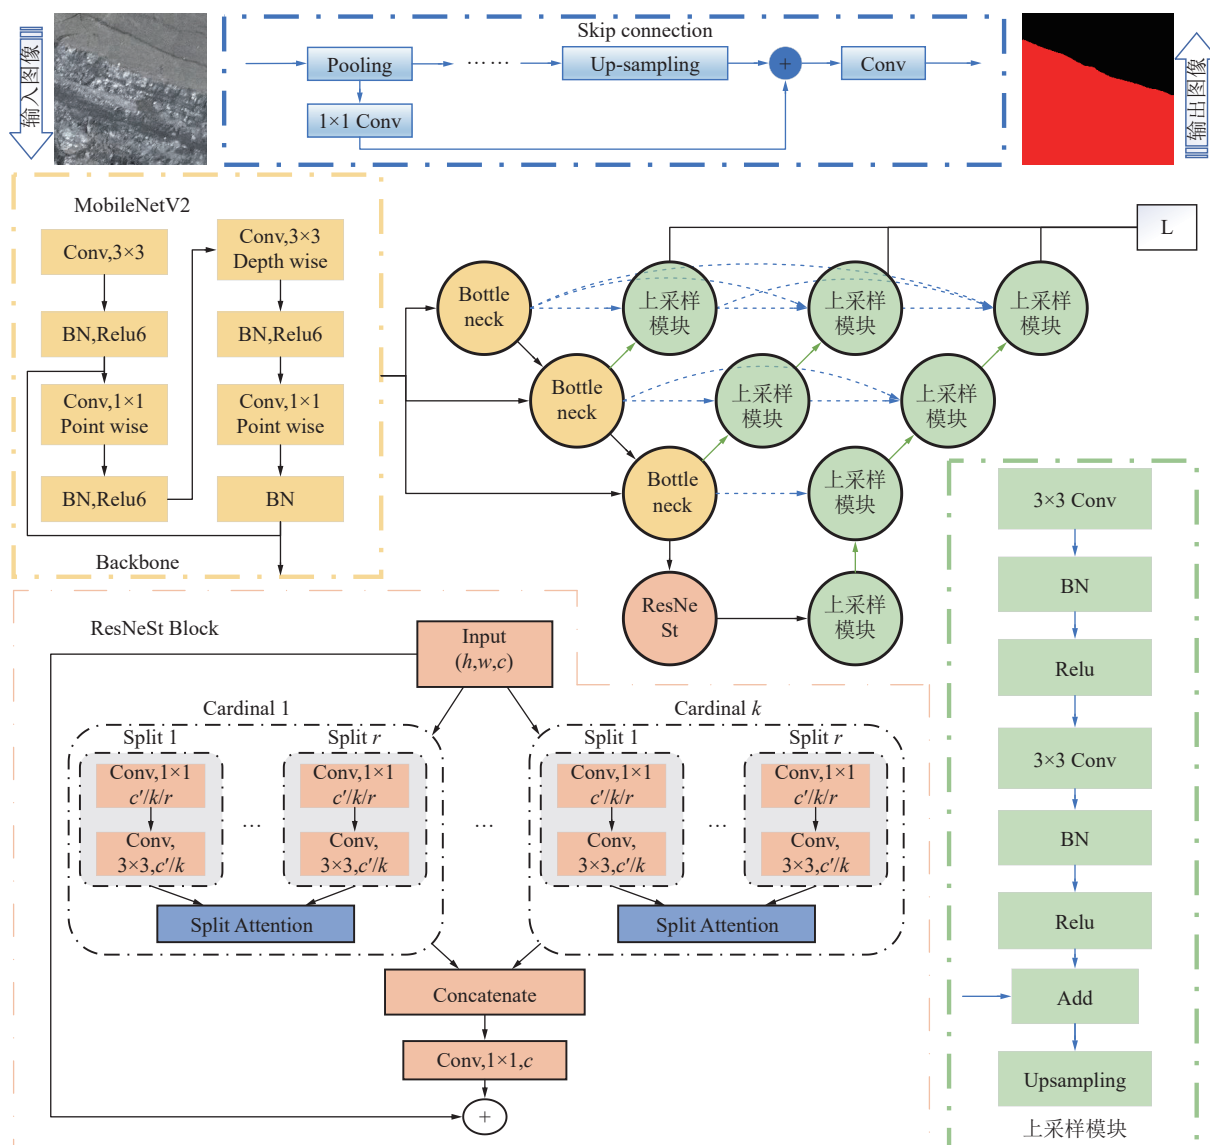 输入图像
Skip connection
Pooling
……
Up-sampling
+
Conv
1×1 Conv
输出图像
MobileNetV2
Conv,3×3
BN,Relu6
Conv,1×1
Point wise
BN,Relu6
Conv,3×3
Depth wise
BN,Relu6
Conv,1×1
Point wise
BN
Backbone
L
Bottle
neck
上采样
模块
上采样
模块
上采样
模块
Bottle
neck
上采样
模块
上采样
模块
Bottle
neck
上采样
模块
ResNe
St
上采样
模块
ResNeSt Block
Input
(h,w,c)
Cardinal 1
Split 1
Conv,1×1
c′/k/r
Conv,
3×3,c′/k
…
Split r
Conv,1×1
c′/k/r
Conv,
3×3,c′/k
Split Attention
…
Cardinal k
Split 1
Conv,1×1
c′/k/r
Conv,
3×3,c′/k
…
Split r
Conv,1×1
c′/k/r
Conv,
3×3,c′/k
Split Attention
Concatenate
Conv,1×1,c
+
3×3 Conv
BN
Relu
3×3 Conv
BN
Relu
Add
Upsampling
上采样模块